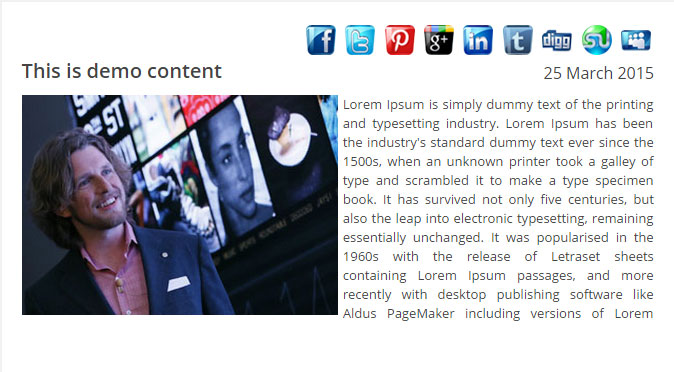 f t P g+ in t digg su
This is demo content
25 March 2015
Lorem Ipsum is simply dummy text of the printing
and typesetting industry. Lorem Ipsum has been
the industry's standard dummy text ever since the
1500s, when an unknown printer took a galley of
type and scrambled it to make a type specimen
book. It has survived not only five centuries, but
also the leap into electronic typesetting, remaining
essentially unchanged. It was popularised in the
1960s with the release of Letraset sheets
containing Lorem Ipsum passages, and more
recently with desktop publishing software like
Aldus PageMaker including versions of Lorem